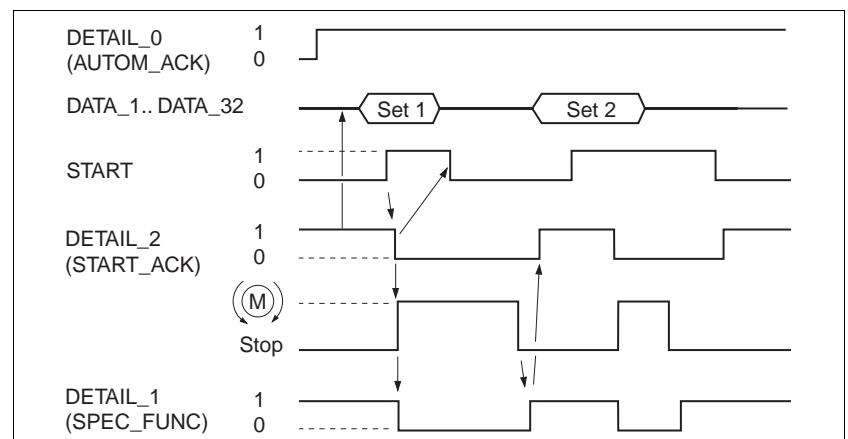 DETAIL_0 1
(AUTOM_ACK) 0
DATA_1.. DATA_32 Set 1 Set 2
START 1
0
DETAIL_2 1
(START_ACK) 0
M
Stop
DETAIL_1 1
(SPEC_FUNC) 0